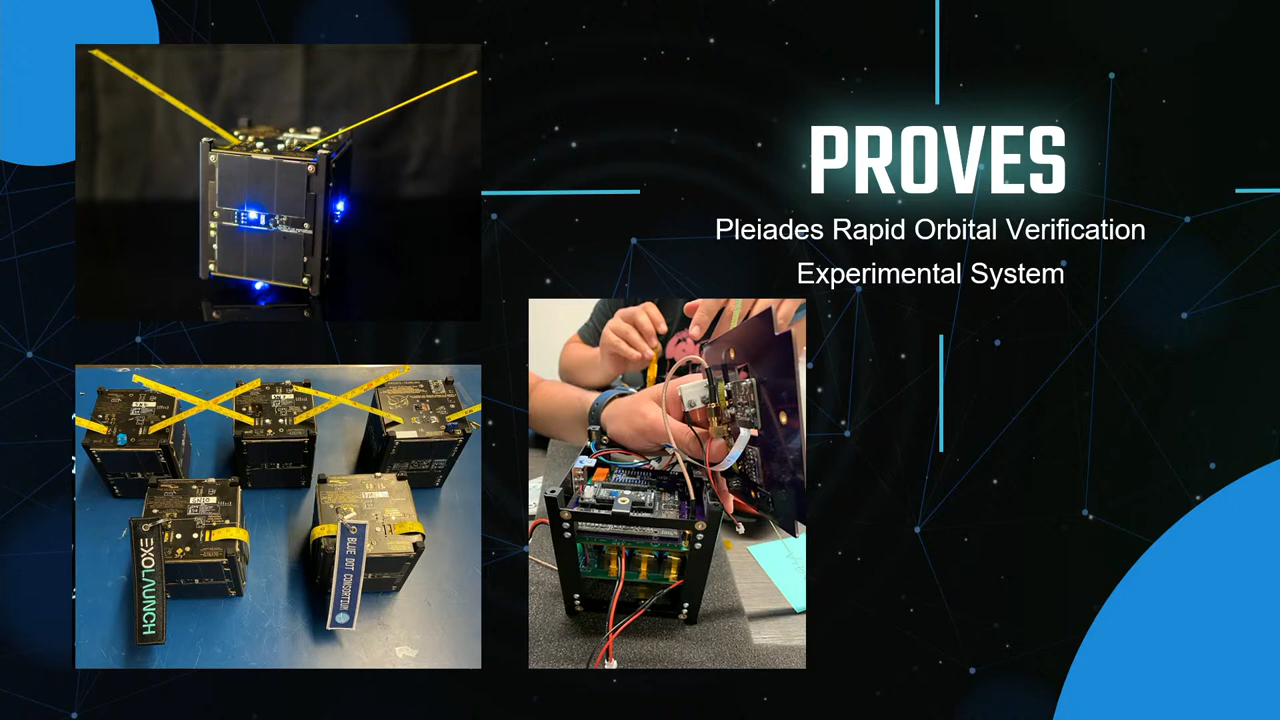 PROVES
Pleiades Rapid Orbital Verification
Experimental System
EXOLAUNCH
BLUE DOT CONSORTIUM